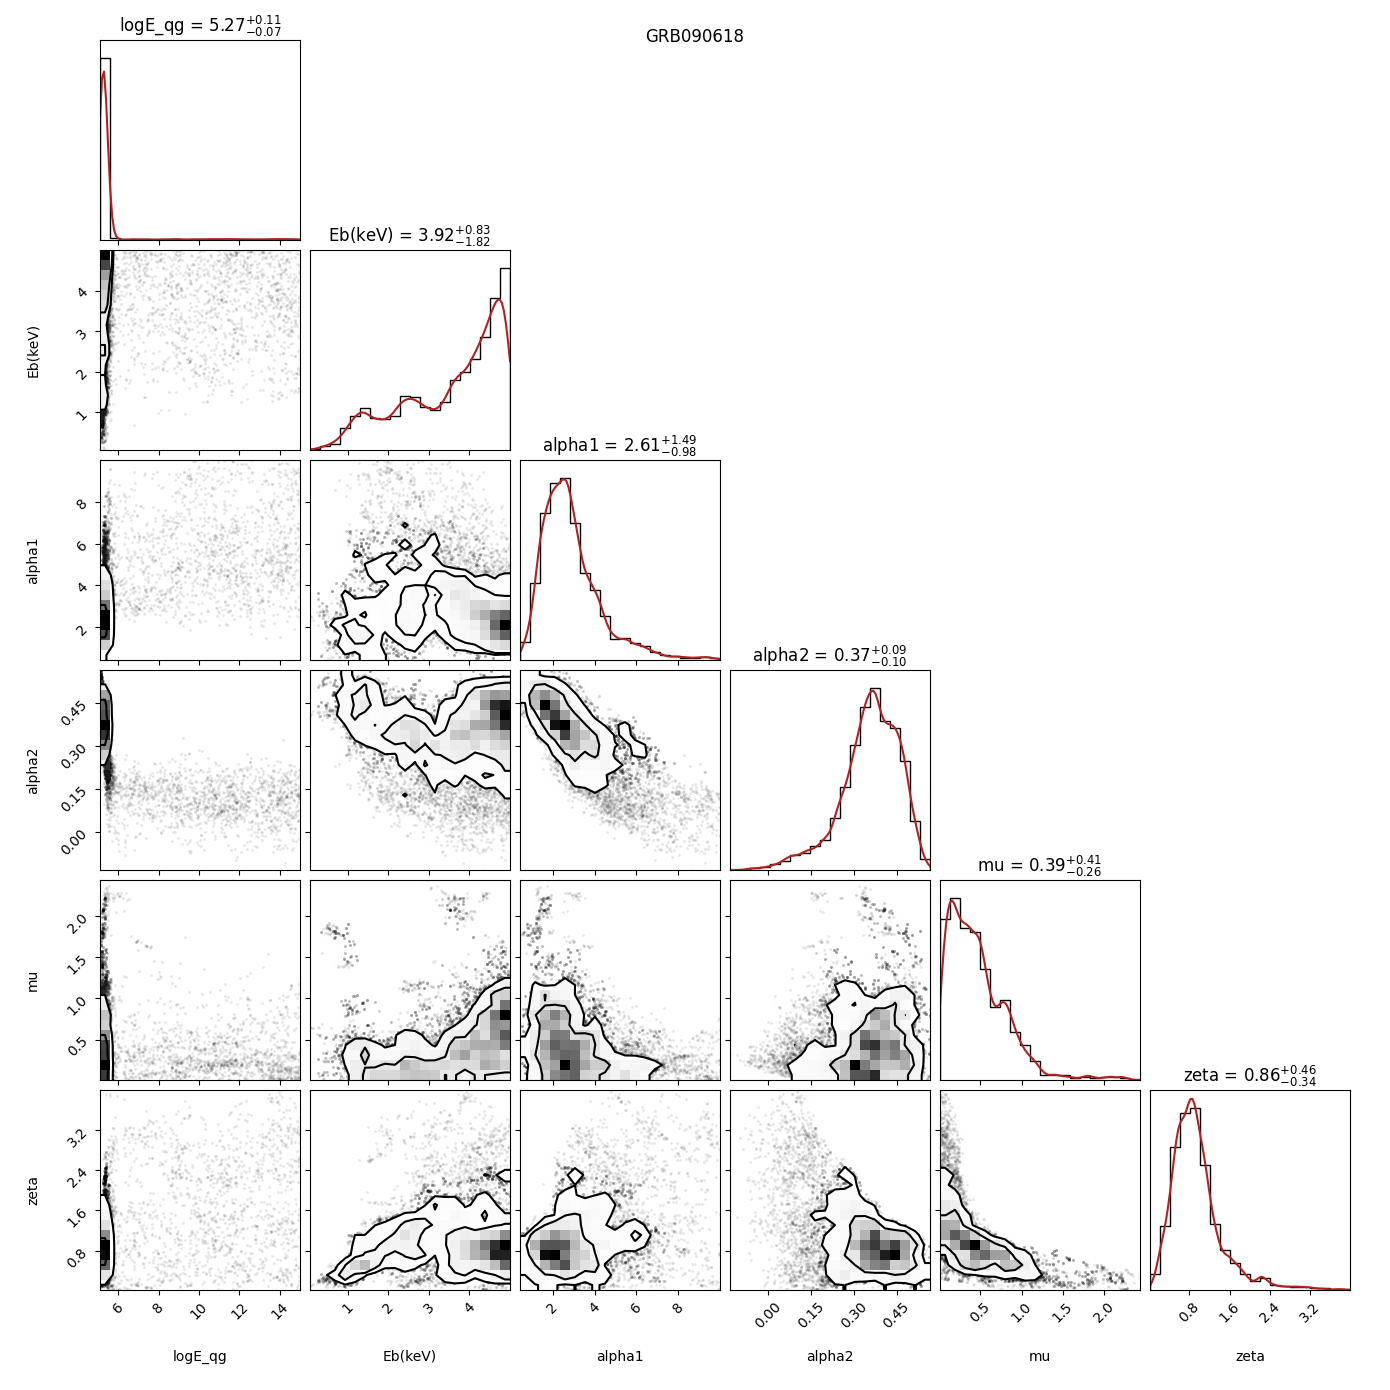 GRB090618
logE_qg = 5.27 +0.11 −0.07
Eb(keV) = 3.92 +0.83 −1.82
Eb(keV)
4
3
2
1
alpha1 = 2.61 +1.49 −0.98
alpha1
8
6
4
2
alpha2 = 0.37 +0.09 −0.10
alpha2
0.45
0.30
0.15
0.00
mu = 0.39 +0.41 −0.26
mu
2.0
1.5
1.0
0.5
zeta = 0.86 +0.46 −0.34
zeta
3.2
2.4
1.6
0.8
6 8 10 12 14
1 2 3 4
2 4 6 8
0.00 0.15 0.30 0.45
0.5 1.0 1.5 2.0
0.8 1.6 2.4 3.2
logE_qg Eb(keV) alpha1 alpha2 mu zeta